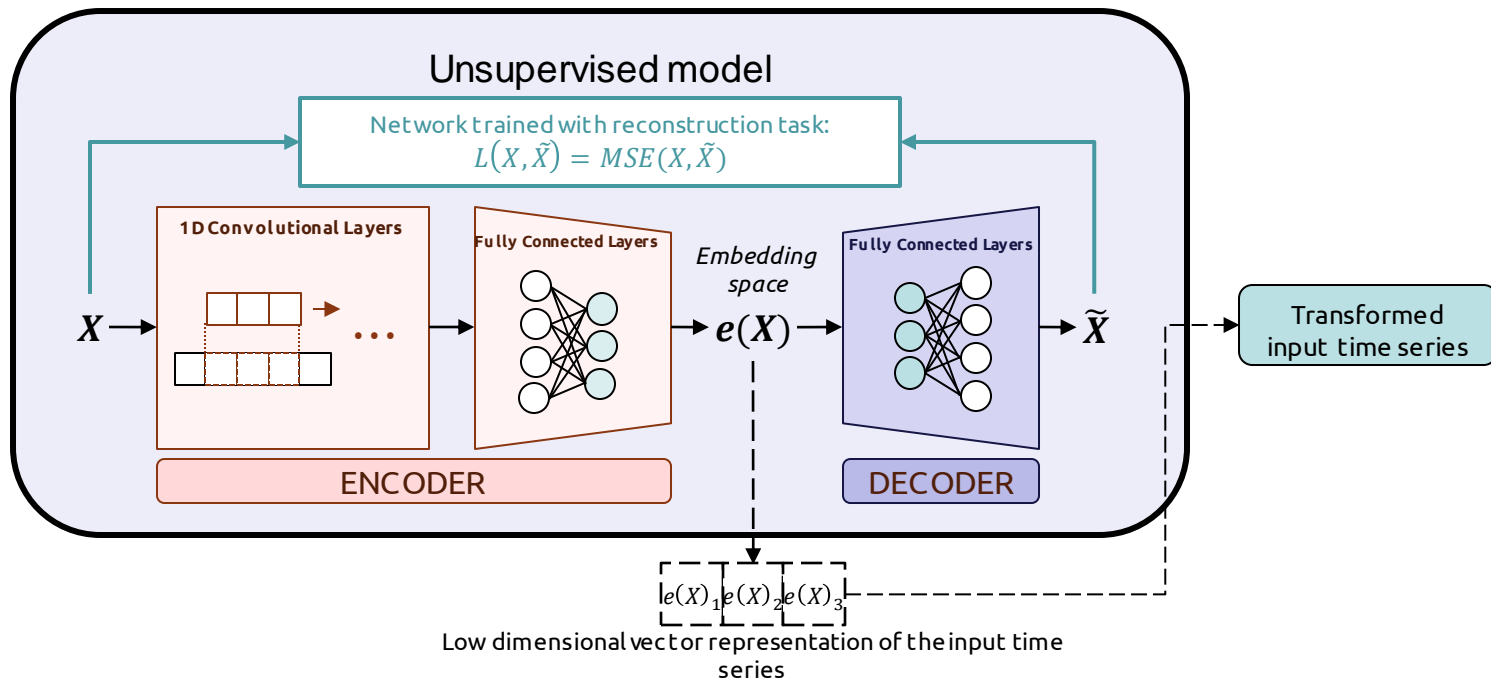 Unsupervised model
Network trained with reconstruction task:
L(X, X̃) = MSE(X, X̃)
1D Convolutional Layers
Fully Connected Layers
Embedding
space
Fully Connected Layers
X
...
e(X)
X̃
Transformed
input time series
ENCODER
DECODER
e(X)₁ e(X)₂ e(X)₃
Low dimensional vector representation of the input time
series